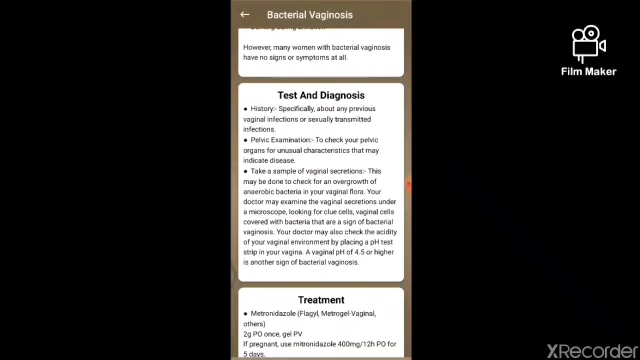 Bacterial Vaginosis
However, many women with bacterial vaginosis
have no signs or symptoms at all.
Test And Diagnosis
● History:- Specifically, about any previous
vaginal infections or sexually transmitted
infections.
● Pelvic Examination:- To check your pelvic
organs for unusual characteristics that may
indicate disease.
● Take a sample of vaginal secretions:- This
may be done to check for an overgrowth of
anaerobic bacteria in your vaginal flora. Your
doctor may examine the vaginal secretions under
a microscope, looking for clue cells, vaginal cells
covered with bacteria that are a sign of bacterial
vaginosis. Your doctor may also check the acidity
of your vaginal environment by placing a pH test
strip in your vagina. A vaginal pH of 4.5 or higher
is another sign of bacterial vaginosis.
Treatment
● Metronidazole (Flagyl, Metrogel-Vaginal,
others)
2g PO once, gel PV
If pregnant, use mitronidazole 400mg/12h PO for
5 days.
Film Maker
XRecorder